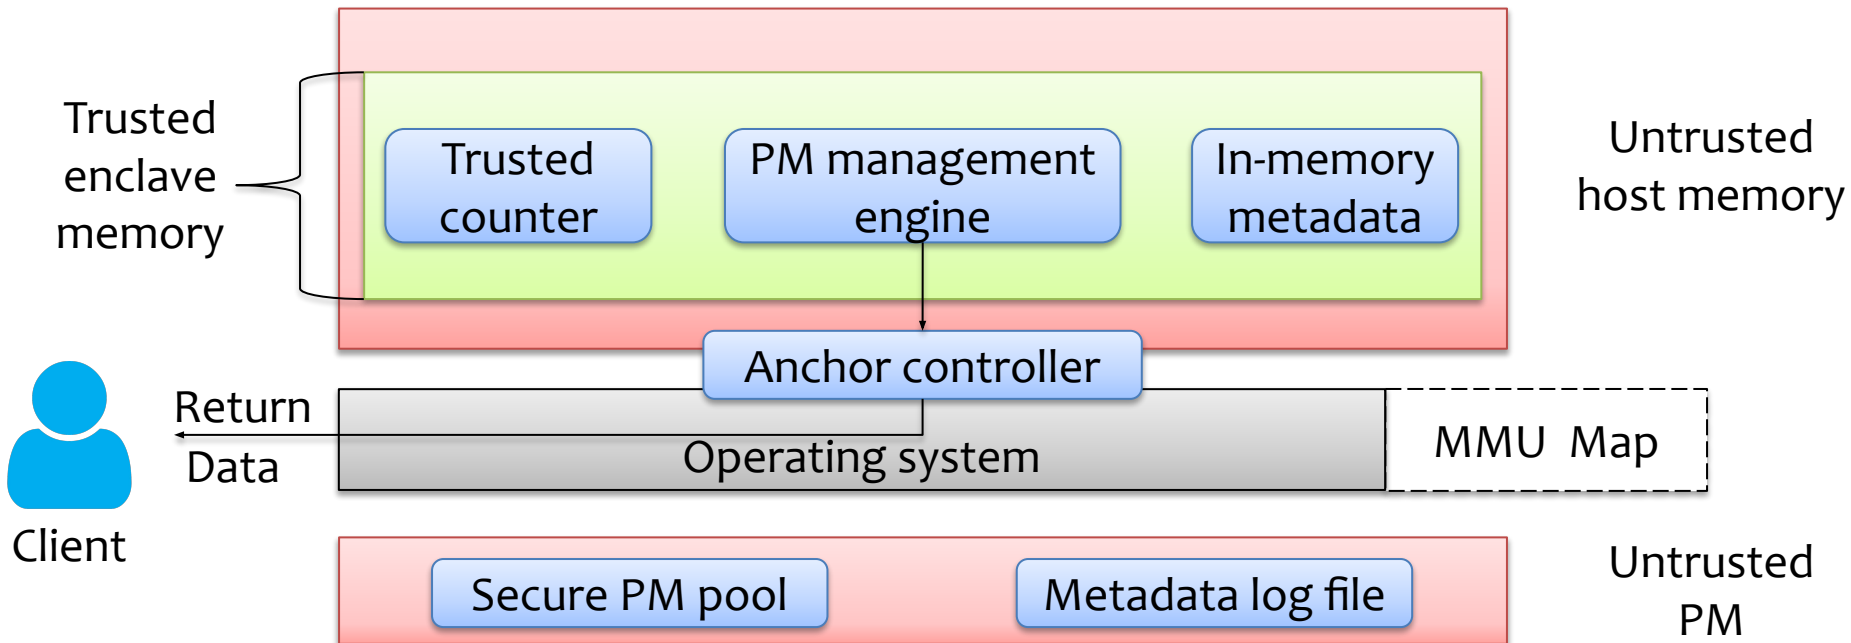 Trusted
enclave
memory
Trusted
counter
PM management
engine
In-memory
metadata
Untrusted
host memory
Anchor controller
Return
Data
Client
Operating system
MMU Map
Secure PM pool
Metadata log file
Untrusted
PM